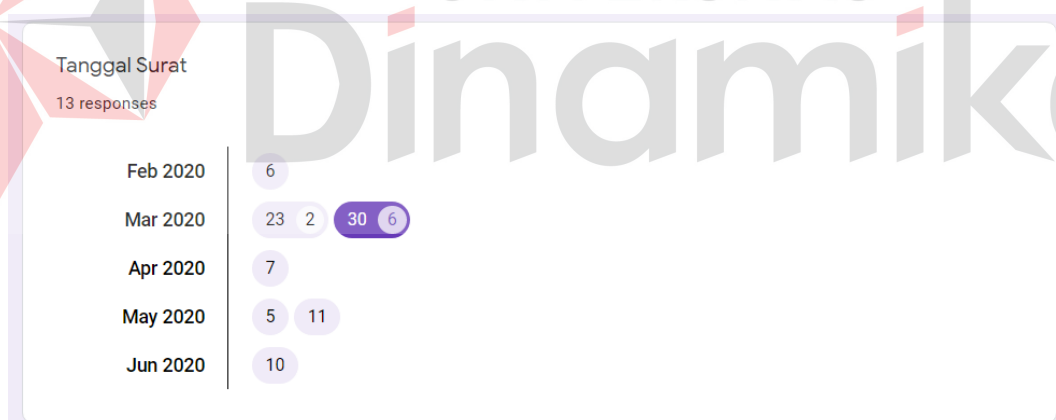 Dinamika
Tanggal Surat
13 responses
Feb 2020 6
Mar 2020 23 2 30 6
Apr 2020 7
May 2020 5 11
Jun 2020 10